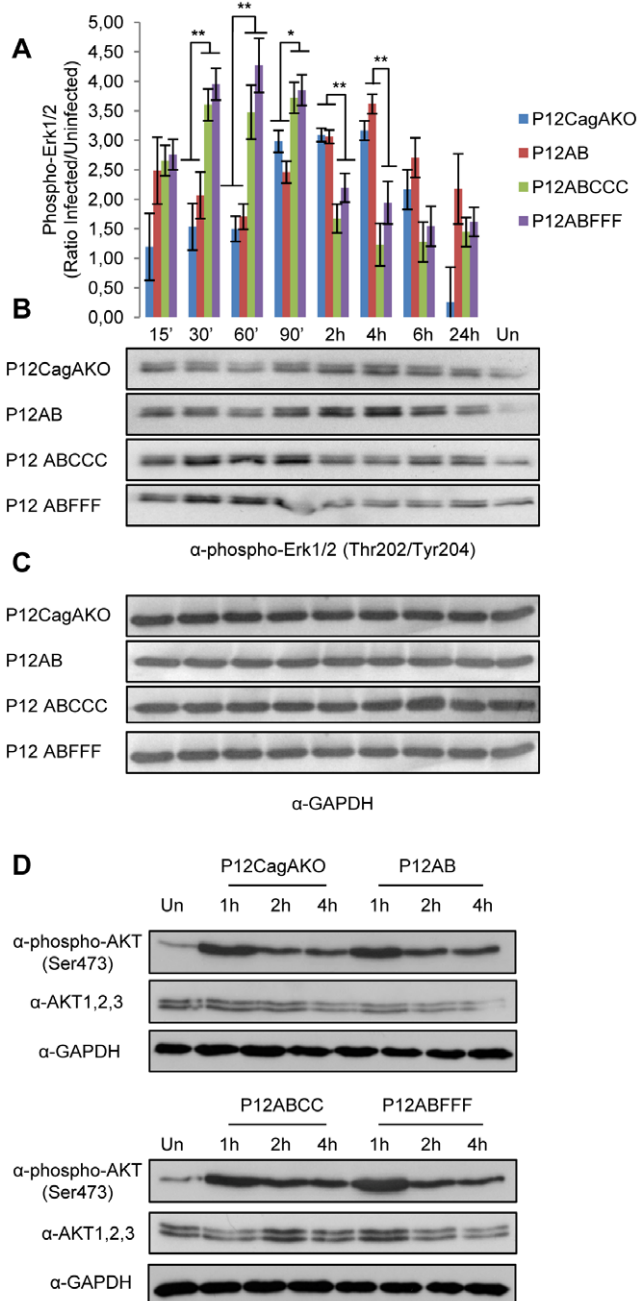 A
Phospho-Erk1/2
(Ratio Infected/Uninfected)
5,00
4,50
4,00
3,50
3,00
2,50
2,00
1,50
1,00
0,50
0,00
** ** * ** **
P12CagAKO
P12AB
P12ABCCC
P12ABFFF
B
15' 30' 60' 90' 2h 4h 6h 24h Un
P12CagAKO
P12AB
P12 ABCCC
P12 ABFFF
α-phospho-Erk1/2 (Thr202/Tyr204)
C
P12CagAKO
P12AB
P12 ABCCC
P12 ABFFF
α-GAPDH
D
P12CagAKO P12AB
Un 1h 2h 4h 1h 2h 4h
α-phospho-AKT
(Ser473)
α-AKT1,2,3
α-GAPDH
P12ABCC P12ABFFF
Un 1h 2h 4h 1h 2h 4h
α-phospho-AKT
(Ser473)
α-AKT1,2,3
α-GAPDH